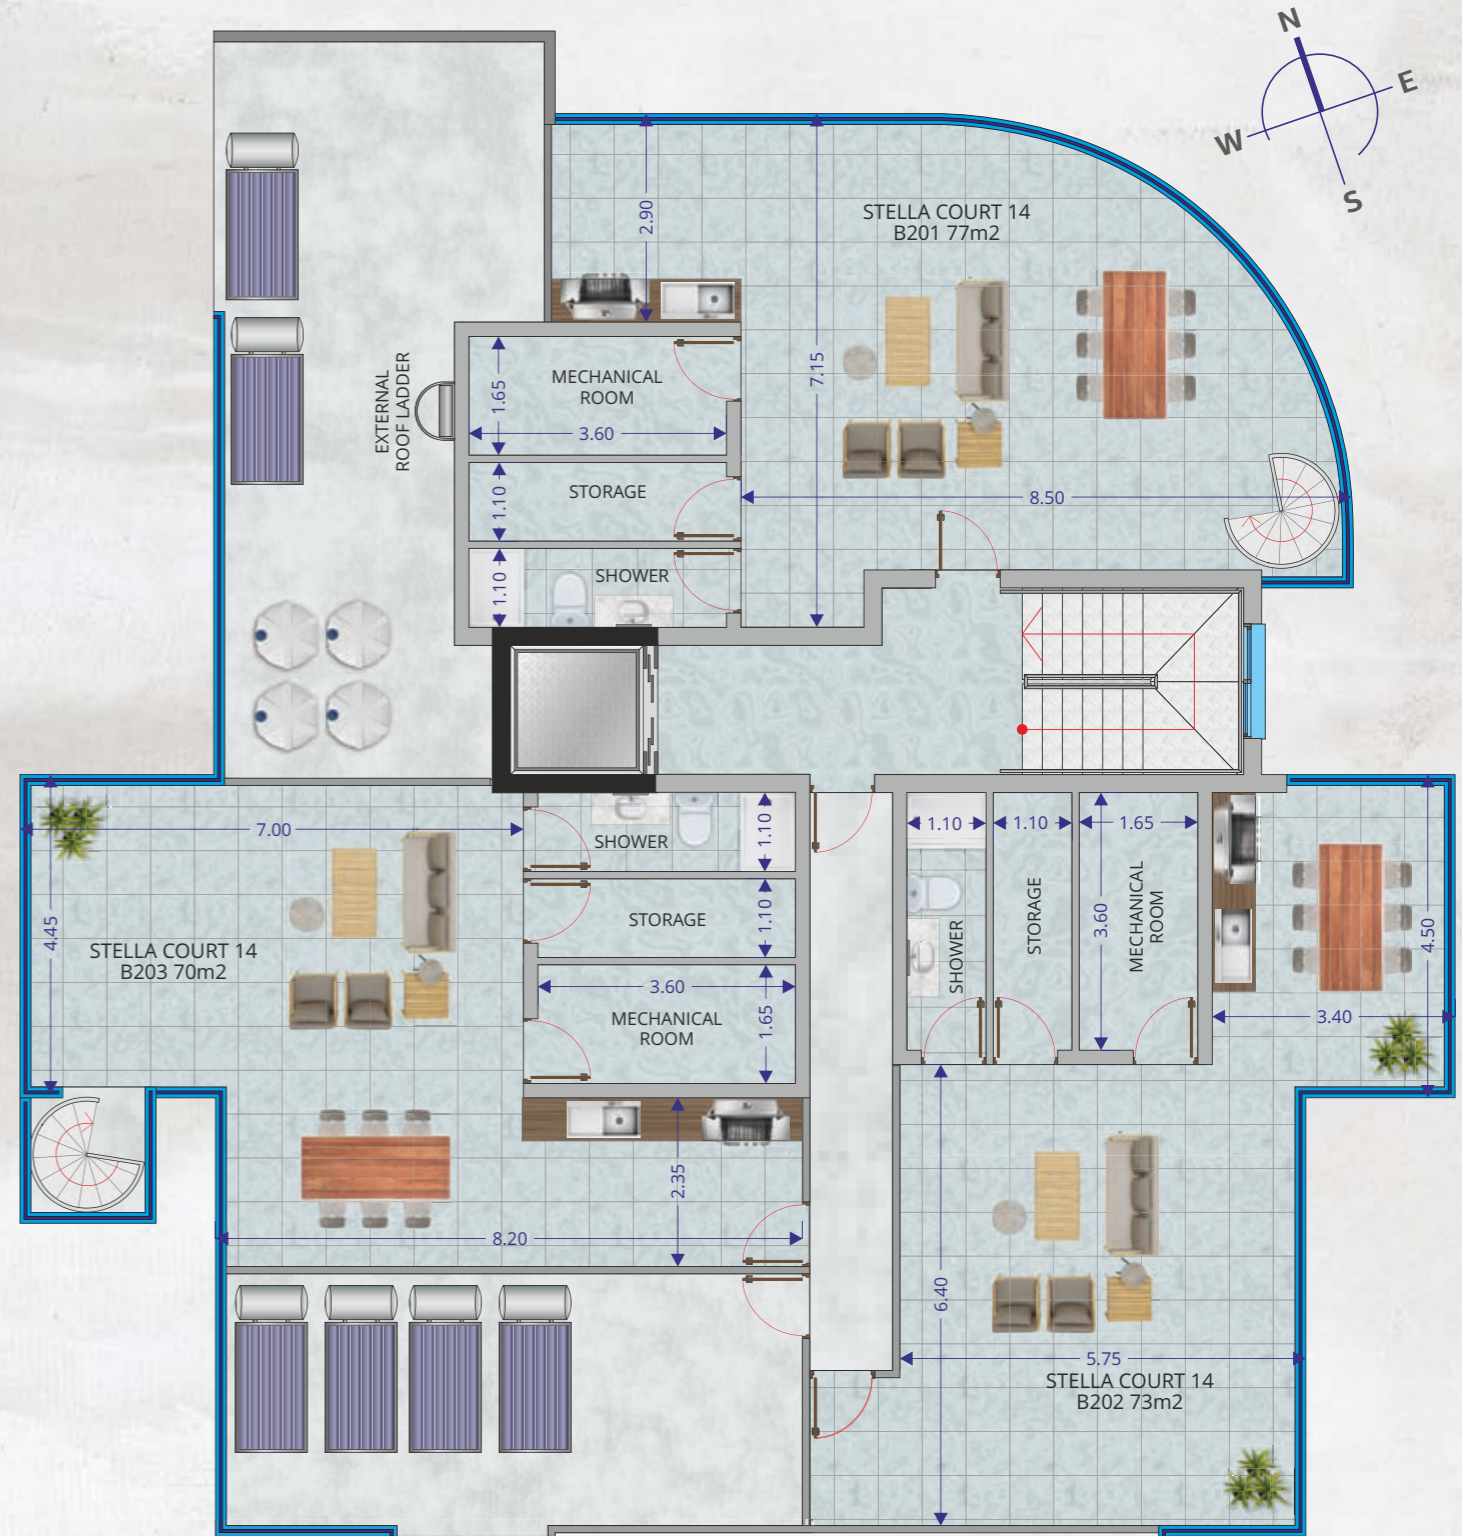 N
E
W
S
STELLA COURT 14
B201 77m2
2.90
7.15
EXTERNAL
ROOF LADDER
MECHANICAL
ROOM
1.65
3.60
STORAGE
1.10
8.50
SHOWER
1.10
7.00
4.45
STELLA COURT 14
B203 70m2
SHOWER
1.10
STORAGE
1.10
3.60
MECHANICAL
ROOM
1.65
2.35
8.20
1.10
1.10
1.65
SHOWER
STORAGE
3.60
MECHANICAL
ROOM
4.50
3.40
6.40
5.75
STELLA COURT 14
B202 73m2